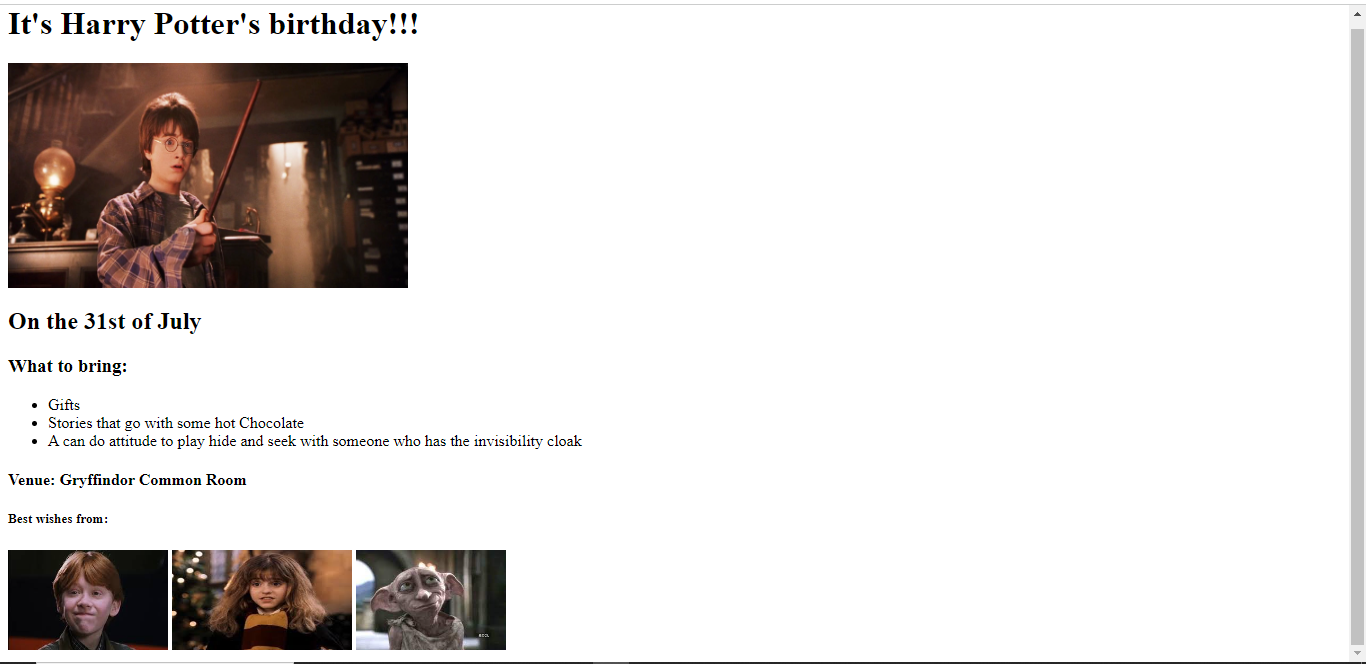 It's Harry Potter's birthday!!!
On the 31st of July
What to bring:
Gifts
Stories that go with some hot Chocolate
A can do attitude to play hide and seek with someone who has the invisibility cloak
Venue: Gryffindor Common Room
Best wishes from: